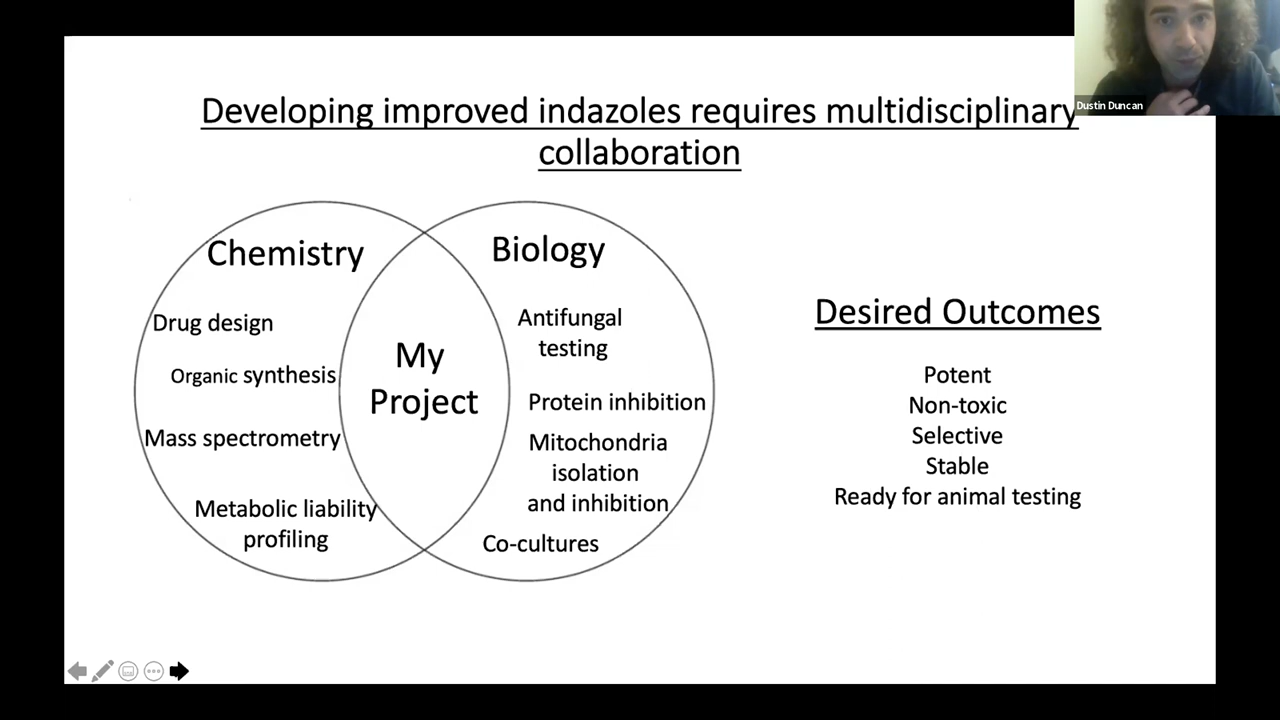 Developing improved indazoles requires multidisciplinary
collaboration
Dustin Duncan
Chemistry
Drug design
Organic synthesis
Mass spectrometry
Metabolic liability
profiling
My
Project
Biology
Antifungal
testing
Protein inhibition
Mitochondria
isolation
and inhibition
Co-cultures
Desired Outcomes
Potent
Non-toxic
Selective
Stable
Ready for animal testing